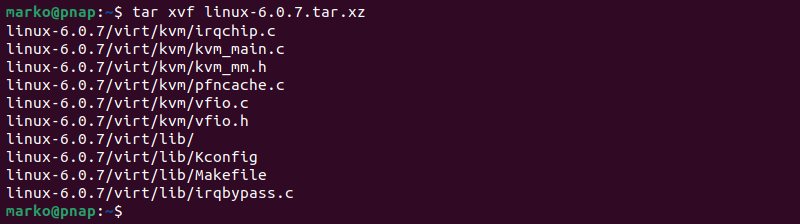 marko@pnap:~$ tar xvf linux-6.0.7.tar.xz
linux-6.0.7/virt/kvm/irqchip.c
linux-6.0.7/virt/kvm/kvm_main.c
linux-6.0.7/virt/kvm/kvm_mm.h
linux-6.0.7/virt/kvm/pfncache.c
linux-6.0.7/virt/kvm/vfio.c
linux-6.0.7/virt/kvm/vfio.h
linux-6.0.7/virt/lib/
linux-6.0.7/virt/lib/Kconfig
linux-6.0.7/virt/lib/Makefile
linux-6.0.7/virt/lib/irqbypass.c
marko@pnap:~$